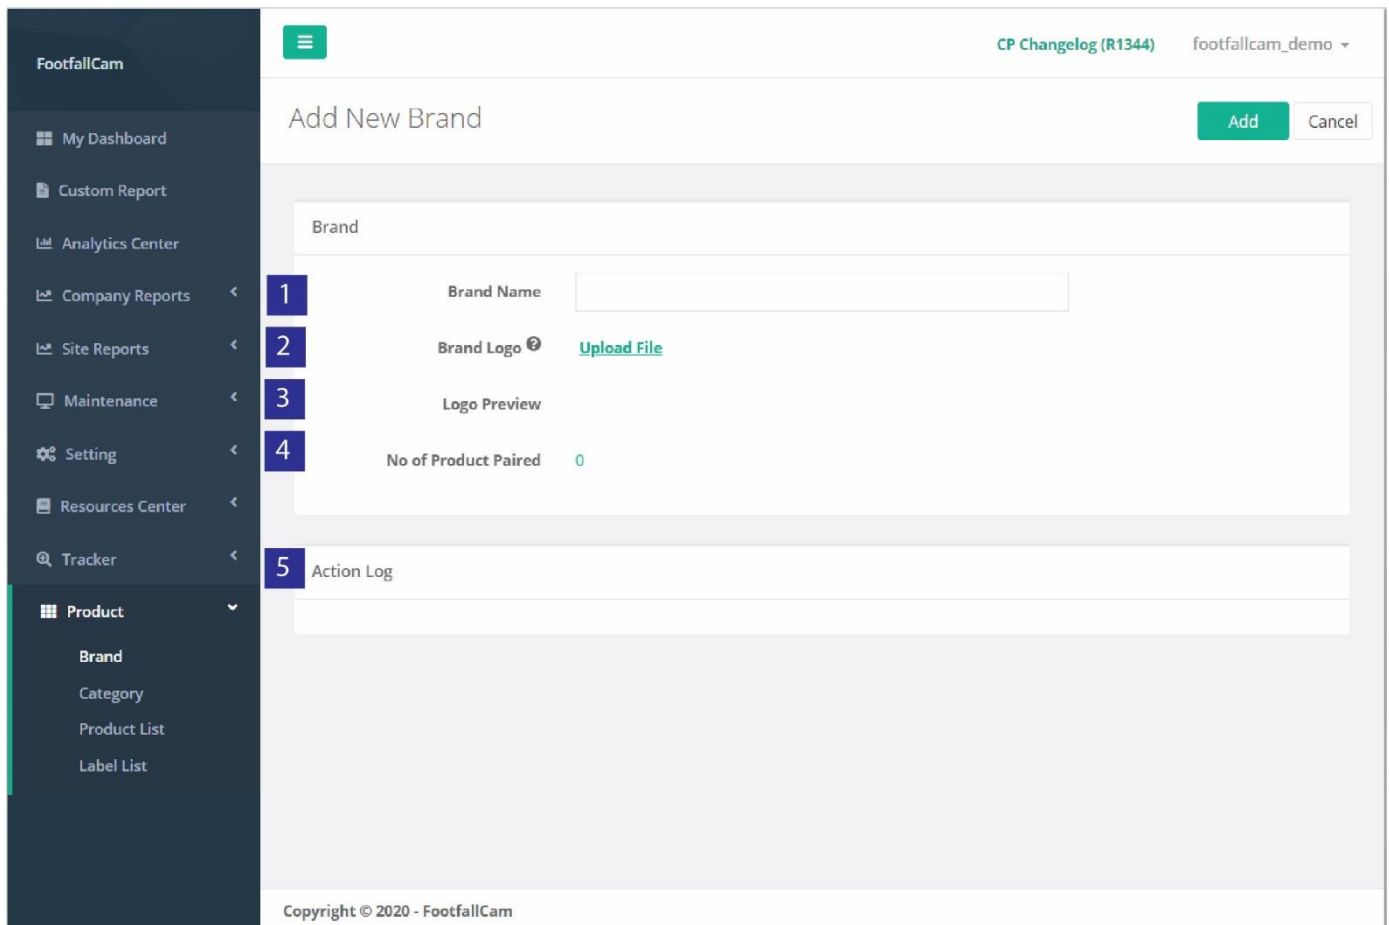 FootfallCam
CP Changelog (R1344)
footfallcam_demo
Add New Brand
Add
Cancel
My Dashboard
Custom Report
Analytics Center
Company Reports
Site Reports
Maintenance
Setting
Resources Center
Tracker
Product
Brand
Category
Product List
Label List
Brand
1 Brand Name
2 Brand Logo Upload File
3 Logo Preview
4 No of Product Paired 0
5 Action Log
Copyright © 2020 - FootfallCam